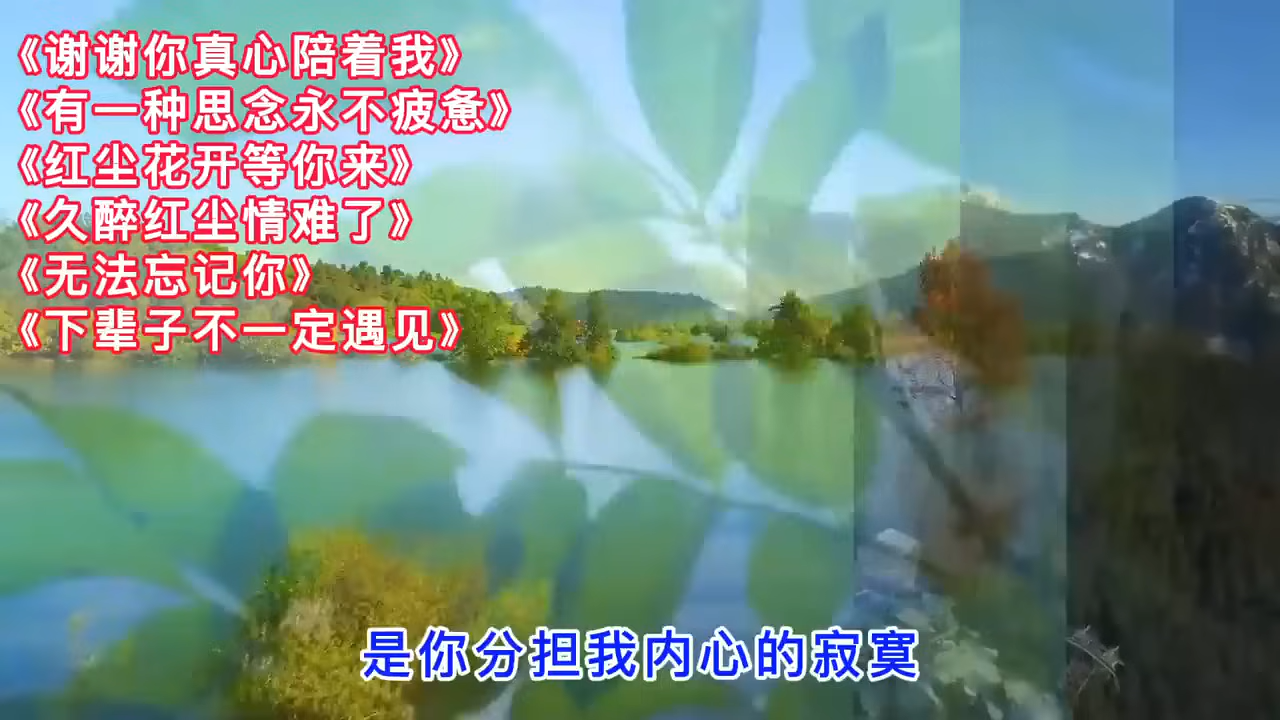 《谢谢你真心陪着我》
《有一种思念永不疲惫》
《红尘花开等你来》
《久醉红尘情难了》
《无法忘记你》
《下辈子不一定遇见》
是你分担我内心的寂寞